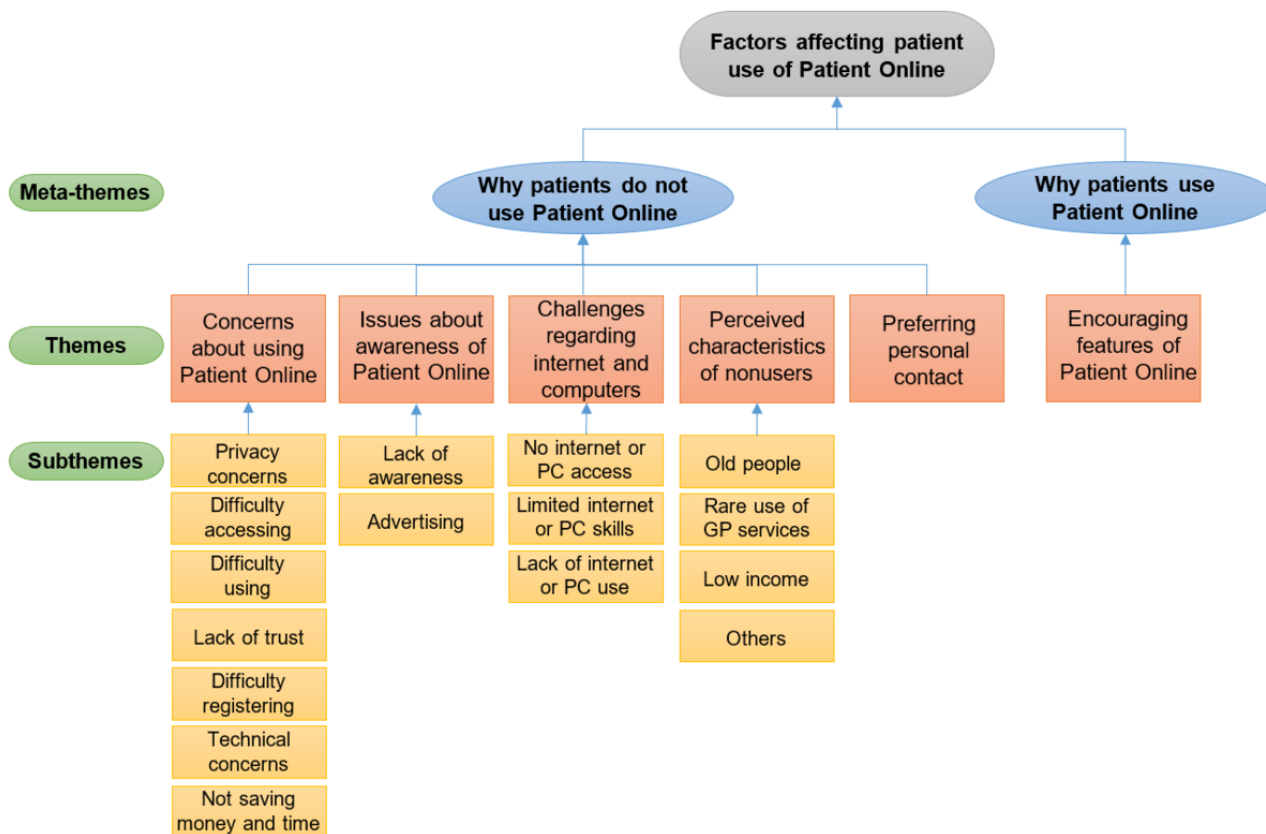 Factors affecting patient
use of Patient Online
Meta-themes
Why patients do not
use Patient Online
Why patients use
Patient Online
Themes
Concerns
about using
Patient Online
Issues about
awareness of
Patient Online
Challenges
regarding
internet and
computers
Perceived
characteristics
of nonusers
Preferring
personal
contact
Encouraging
features of
Patient Online
Subthemes
Privacy
concerns
Difficulty
accessing
Difficulty
using
Lack of trust
Difficulty
registering
Technical
concerns
Not saving
money and time
Lack of
awareness
Advertising
No internet or
PC access
Limited internet
or PC skills
Lack of internet
or PC use
Old people
Rare use of
GP services
Low income
Others